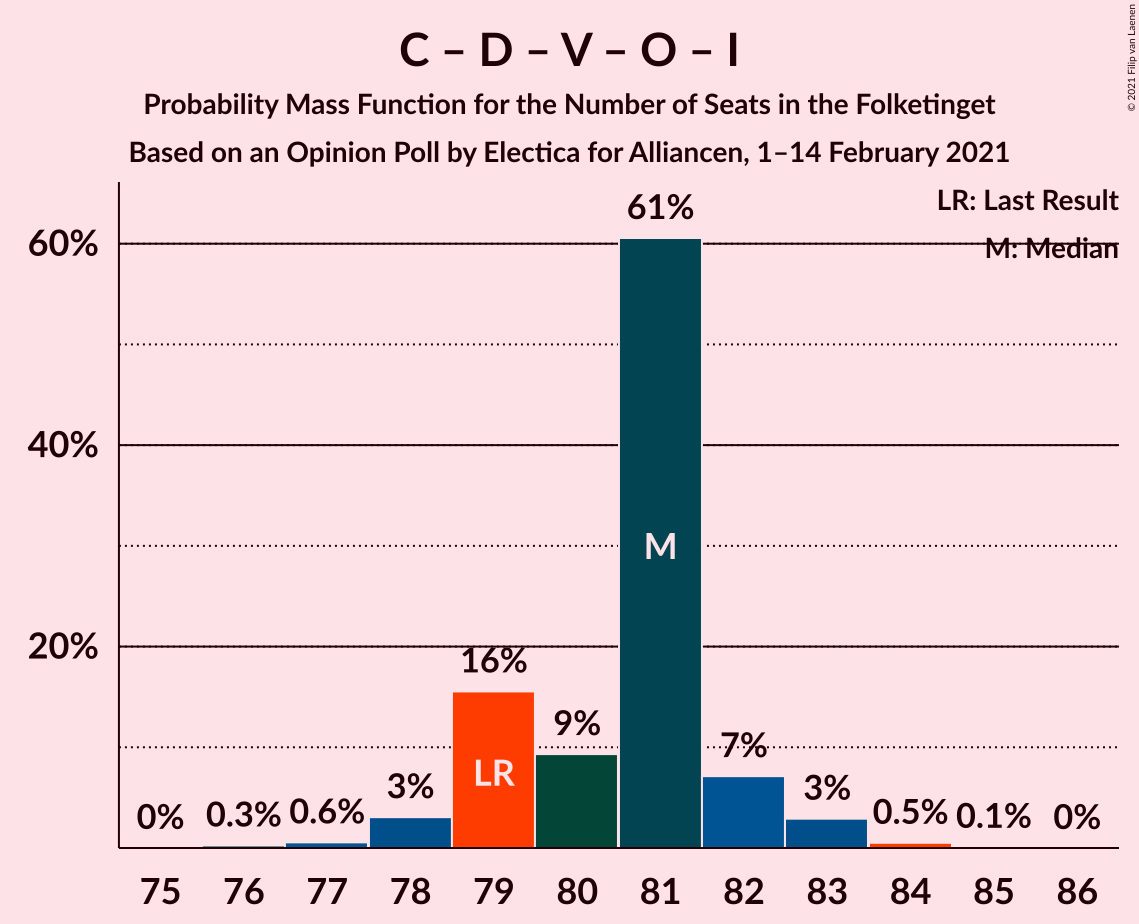 C – D – V – O – I
Probability Mass Function for the Number of Seats in the Folketinget
Based on an Opinion Poll by Electica for Alliancen, 1–14 February 2021
© 2021 Filip van Laenen
LR: Last Result
M: Median
60%
40%
20%
0%
0.3%
0.6%
3%
16%
9%
61%
7%
3%
0.5%
0.1%
0%
LR
M
75 76 77 78 79 80 81 82 83 84 85 86